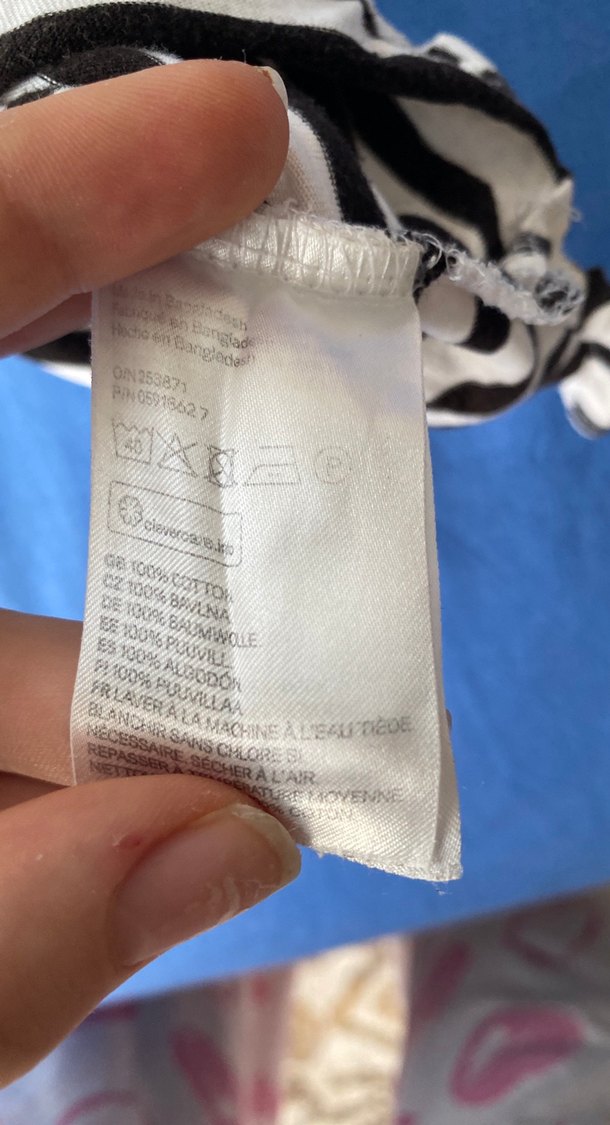 Made in Bangladesh
Fabriqué en Banglade
Hecho en Bangladesh
O/N 253871
P/N 0591862 7
40
P
clevercare.info
GB 100% COTTON
CZ 100% BAVLNA
DE 100% BAUMWOLLE
EE 100% PUUVILL
ES 100% ALGODÓN
FI 100% PUUVILLAA
FR LAVER À LA MACHINE À L'EAU TIÈDE
BLANCHIR SANS CHLORE SI
NÉCESSAIRE, SÉCHER À L'AIR
REPASSER À TEMPÉRATURE MOYENNE